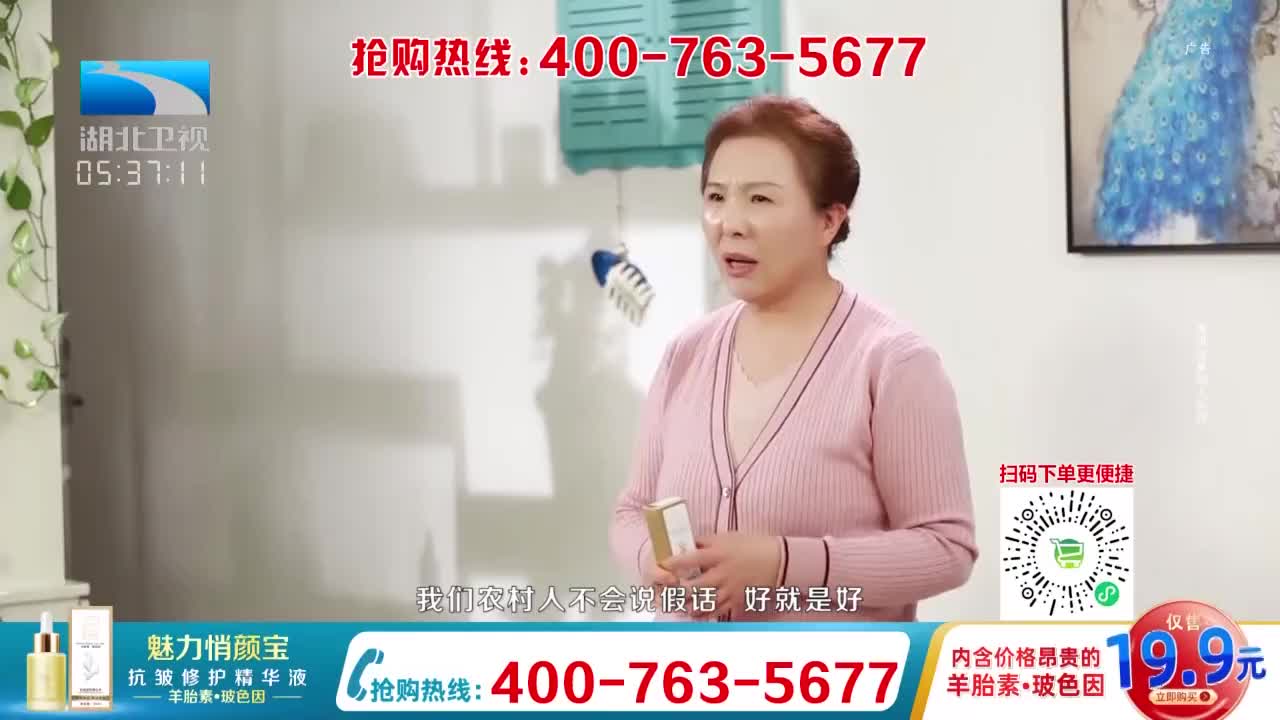 抢购热线:400-763-5677
广告
湖北卫视
05:37:11
扫码下单更便捷
我们农村人不会说假话 好就是好
魅力悄颜宝
抗皱修护精华液
羊胎素·玻色因
抢购热线:400-763-5677
内含价格昂贵的
羊胎素·玻色因
仅售
19.9元
立即购买